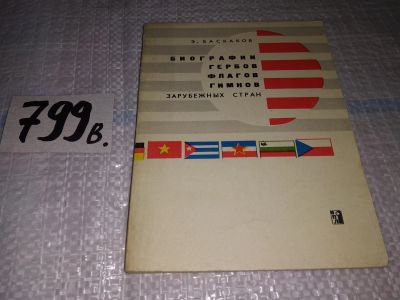 Э. БАСКАКОВ
БИОГРАФИИ
ГЕРБОВ
ФЛАГОВ
ГИМНОВ
ЗАРУБЕЖНЫХ СТРАН
799в.